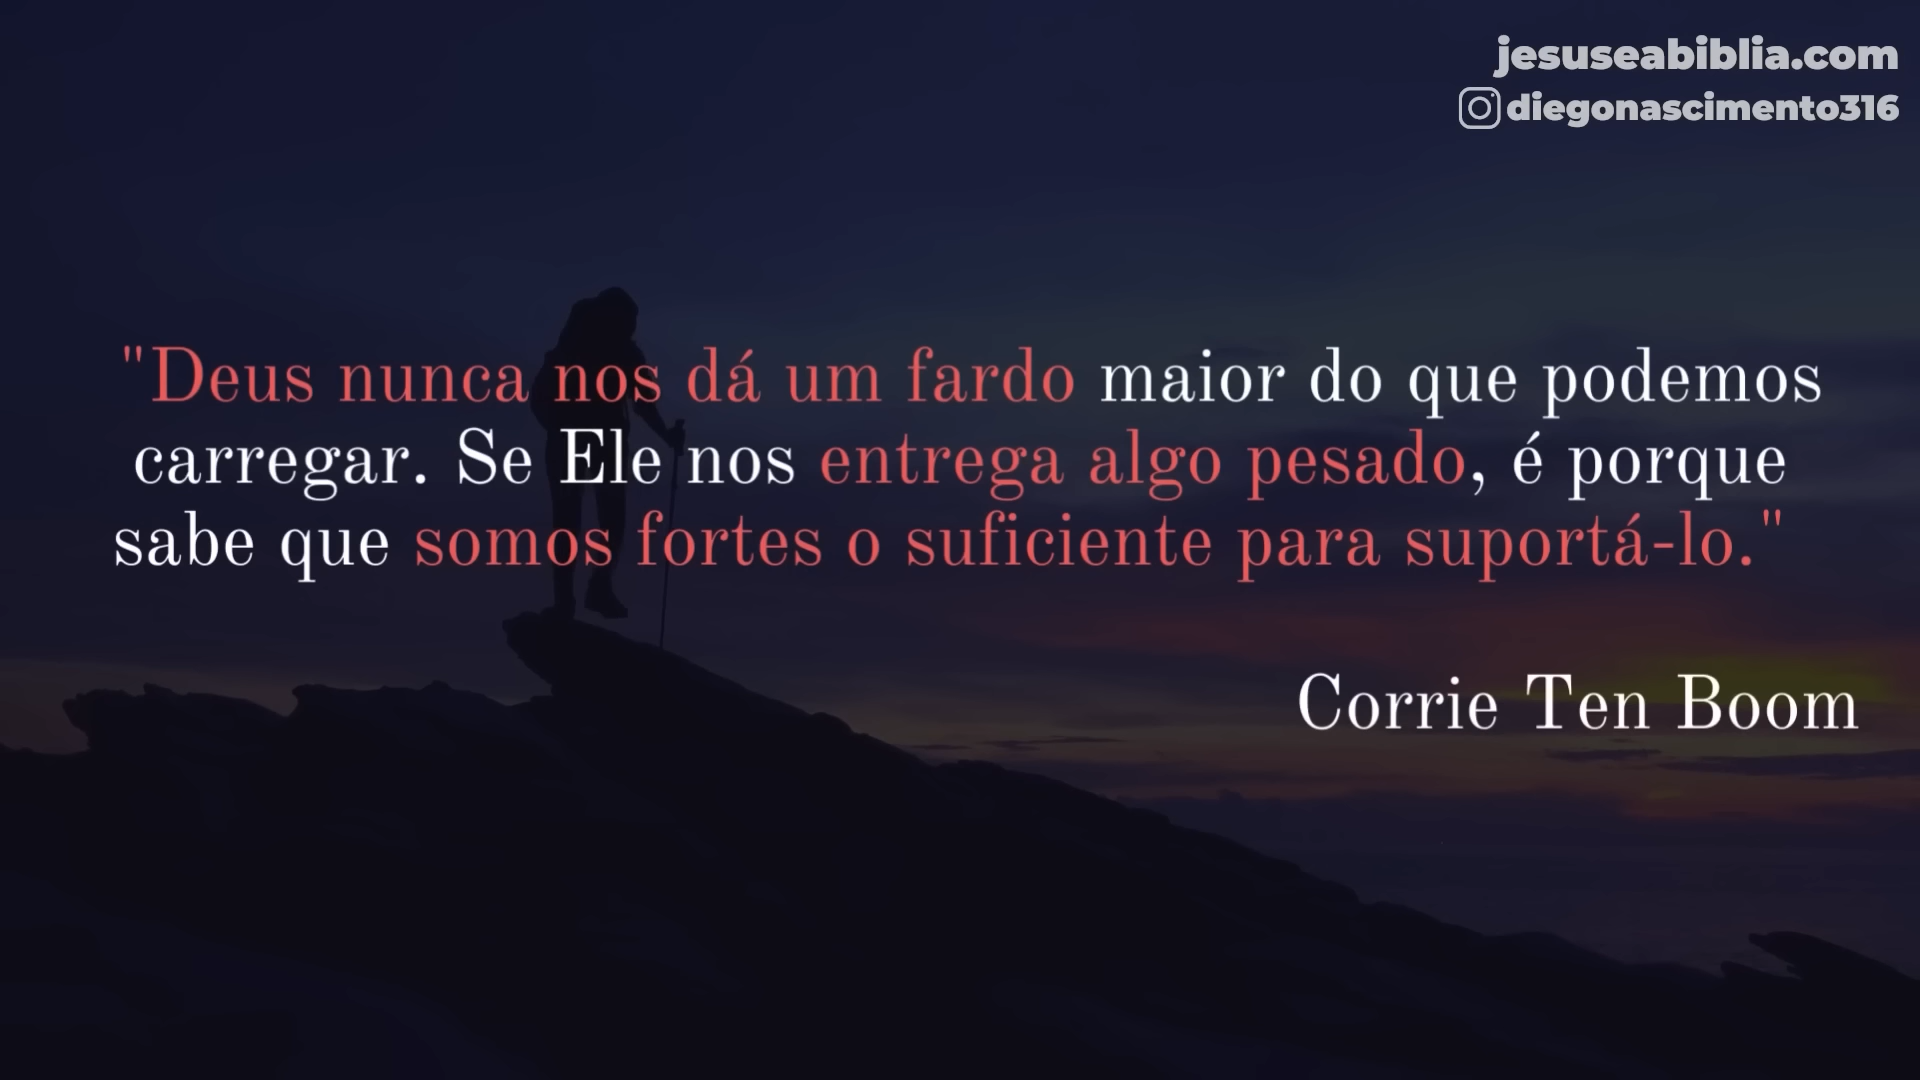 jesuseabiblia.com
diegonascimento316
"Deus nunca nos dá um fardo maior do que podemos
carregar. Se Ele nos entrega algo pesado, é porque
sabe que somos fortes o suficiente para suportá-lo."
Corrie Ten Boom